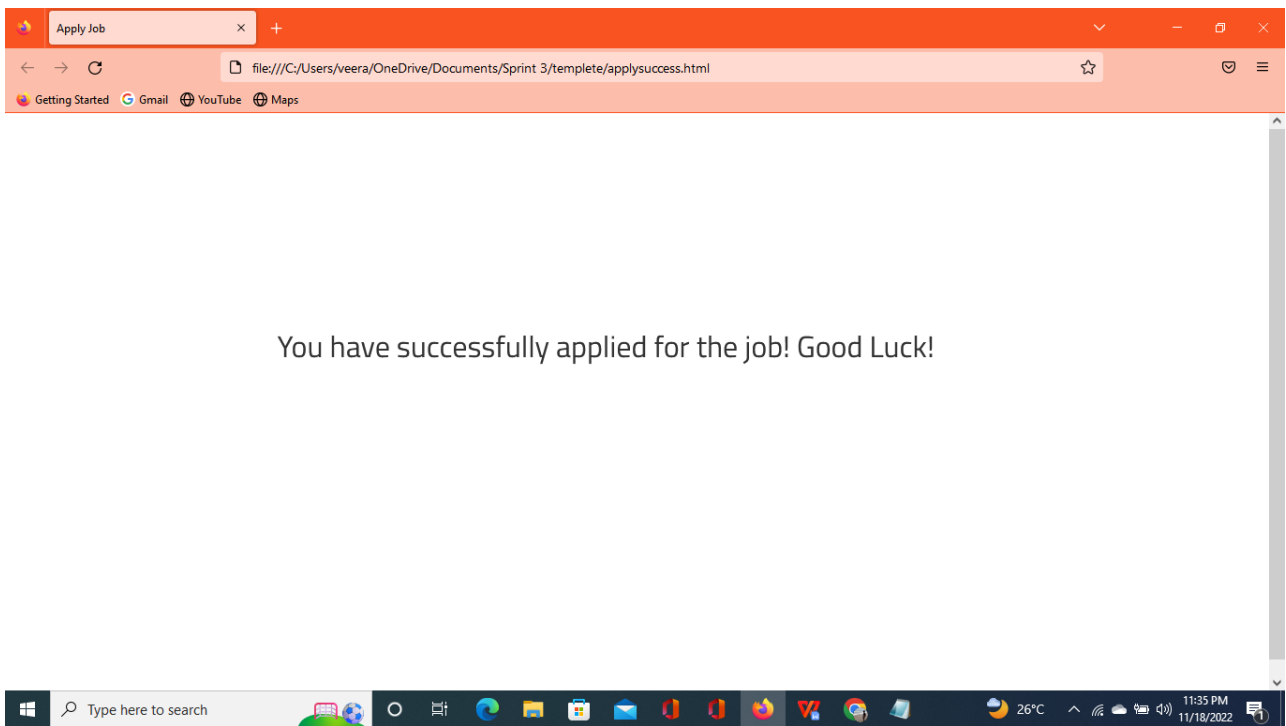 Apply Job
file:///C:/Users/veera/OneDrive/Documents/Sprint 3/templete/applysuccess.html
Getting Started Gmail YouTube Maps
You have successfully applied for the job! Good Luck!
Type here to search
26°C
11:35 PM
11/18/2022
1